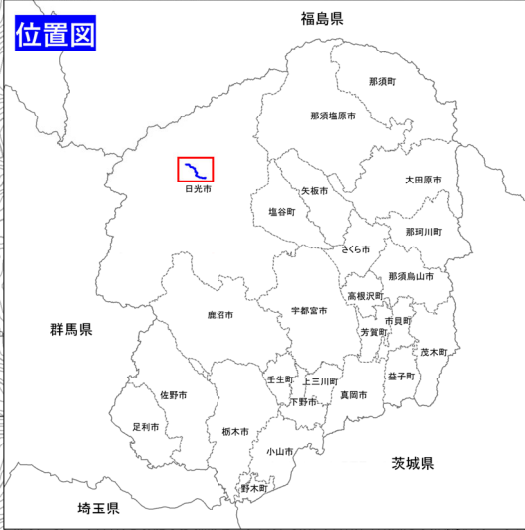 位置図
福島県
那須町
那須塩原市
大田原市
矢板市
日光市
塩谷町
那珂川町
さくら市
那須烏山市
高根沢町
宇都宮市
鹿沼市
市貝町
芳賀町
群馬県
茂木町
益子町
壬生町
上三川町
佐野市
真岡市
下野市
足利市
栃木市
小山市
茨城県
野木町
埼玉県